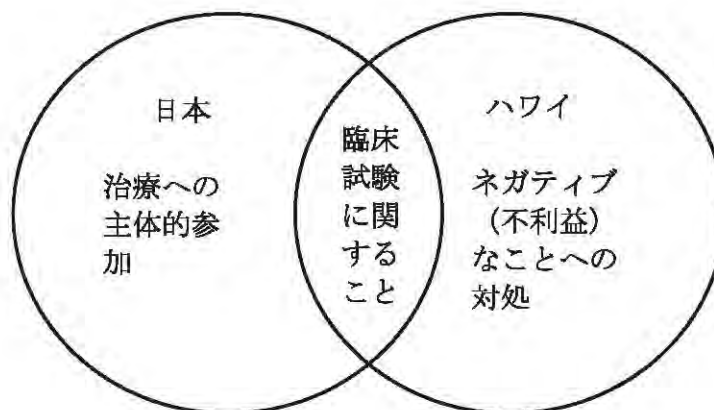 日本
治療への
主体的参
加
臨床
試験
に関
する
こと
ハワイ
ネガティブ
（不利益）
なことへの
対処